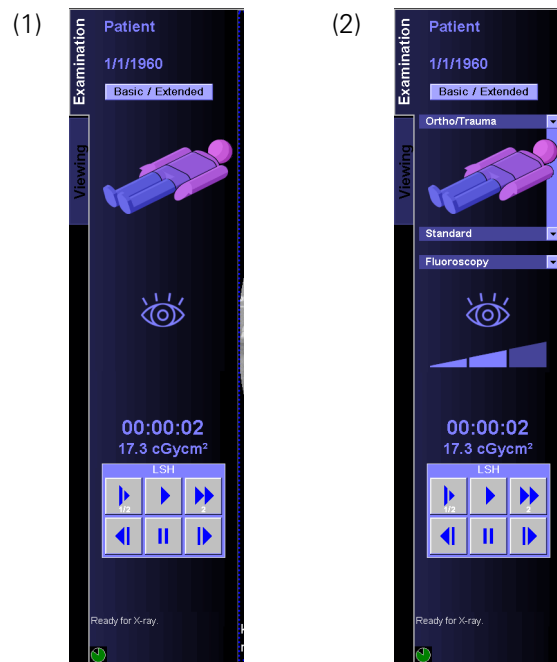 (1)
Examination
Viewing
Patient
1/1/1960
Basic / Extended
00:00:02
17.3 cGycm²
LSH
1/2
2
Ready for X-ray.
(2)
Examination
Viewing
Patient
1/1/1960
Basic / Extended
Ortho/Trauma
Standard
Fluoroscopy
00:00:02
17.3 cGycm²
LSH
1/2
2
Ready for X-ray.